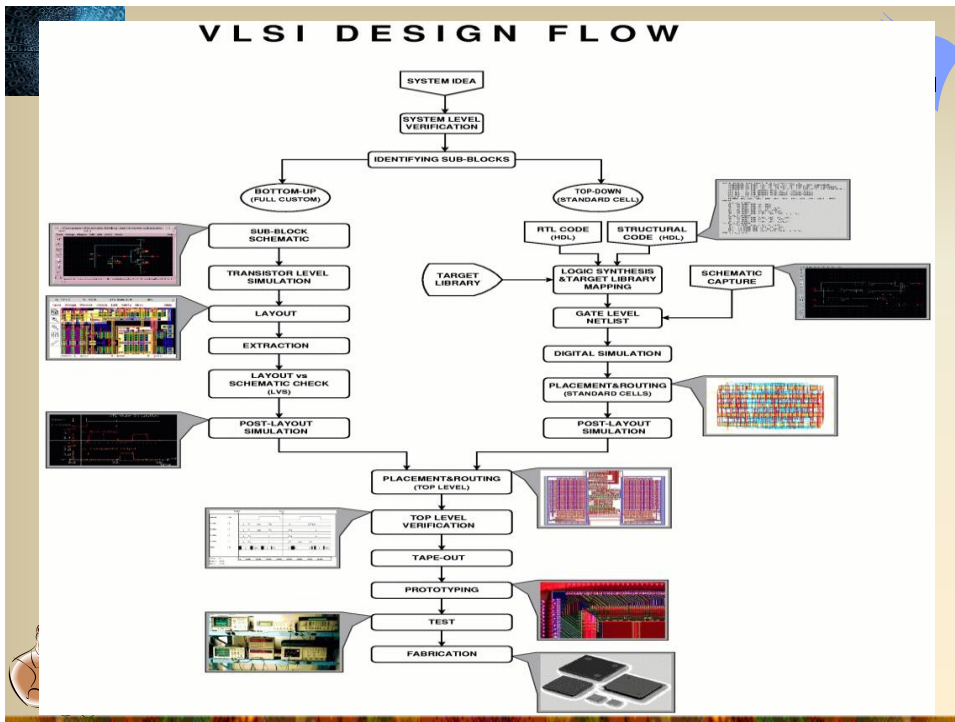 VLSI DESIGN FLOW
SYSTEM IDEA
SYSTEM LEVEL
VERIFICATION
IDENTIFYING SUB-BLOCKS
BOTTOM-UP
(FULL CUSTOM)
TOP-DOWN
(STANDARD CELL)
SUB-BLOCK
SCHEMATIC
TRANSISTOR LEVEL
SIMULATION
LAYOUT
EXTRACTION
LAYOUT vs
SCHEMATIC CHECK
(LVS)
POST-LAYOUT
SIMULATION
RTL CODE
(HDL)
STRUCTURAL
CODE (HDL)
TARGET
LIBRARY
LOGIC SYNTHESIS
&TARGET LIBRARY
MAPPING
SCHEMATIC
CAPTURE
GATE LEVEL
NETLIST
DIGITAL SIMULATION
PLACEMENT&ROUTING
(STANDARD CELLS)
POST-LAYOUT
SIMULATION
PLACEMENT&ROUTING
(TOP LEVEL)
TOP LEVEL
VERIFICATION
TAPE-OUT
PROTOTYPING
TEST
FABRICATION